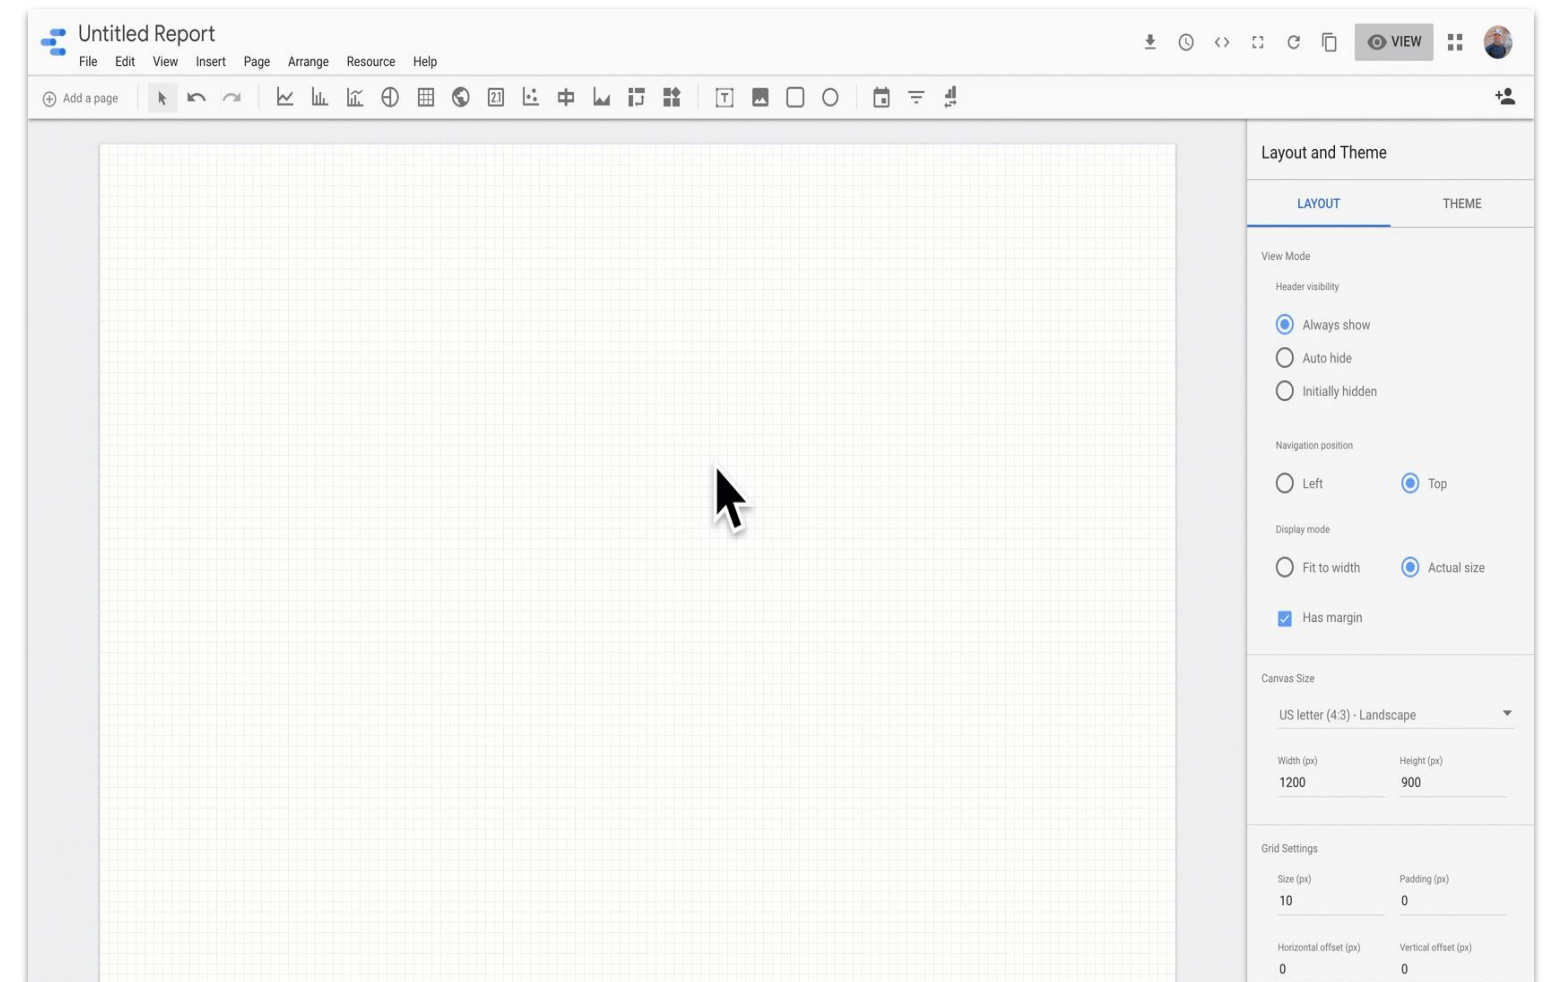 Untitled Report
File Edit View Insert Page Arrange Resource Help
VIEW
Add a page
21
T
Layout and Theme
LAYOUT THEME
View Mode
Header visibility
Always show
Auto hide
Initially hidden
Navigation position
Left Top
Display mode
Fit to width Actual size
Has margin
Canvas Size
US letter (4:3) - Landscape
Width (px) Height (px)
1200 900
Grid Settings
Size (px) Padding (px)
10 0
Horizontal offset (px) Vertical offset (px)
0 0